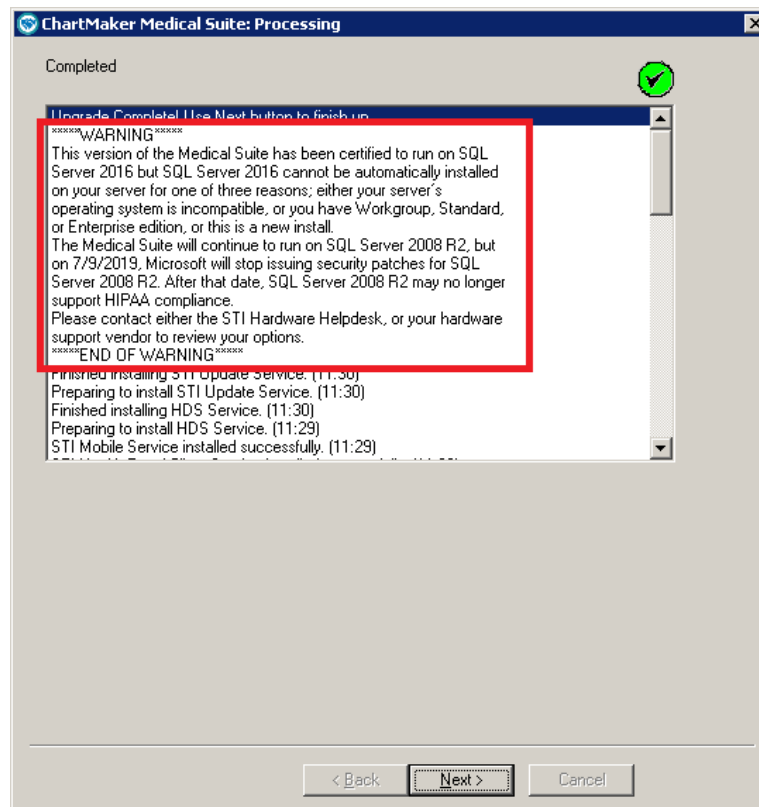 ChartMaker Medical Suite: Processing
Completed
Upgrade Complete! Use Next button to finish up
*****WARNING*****
This version of the Medical Suite has been certified to run on SQL
Server 2016 but SQL Server 2016 cannot be automatically installed
on your server for one of three reasons; either your server´s
operating system is incompatible, or you have Workgroup, Standard,
or Enterprise edition, or this is a new install.
The Medical Suite will continue to run on SQL Server 2008 R2, but
on 7/9/2019, Microsoft will stop issuing security patches for SQL
Server 2008 R2. After that date, SQL Server 2008 R2 may no longer
support HIPAA compliance.
Please contact either the STI Hardware Helpdesk, or your hardware
support vendor to review your options.
*****END OF WARNING*****
Finished installing STI Update Service. (11:30)
Preparing to install STI Update Service. (11:30)
Finished installing HDS Service. (11:30)
Preparing to install HDS Service. (11:29)
STI Mobile Service installed successfully. (11:29)
< Back
Next >
Cancel